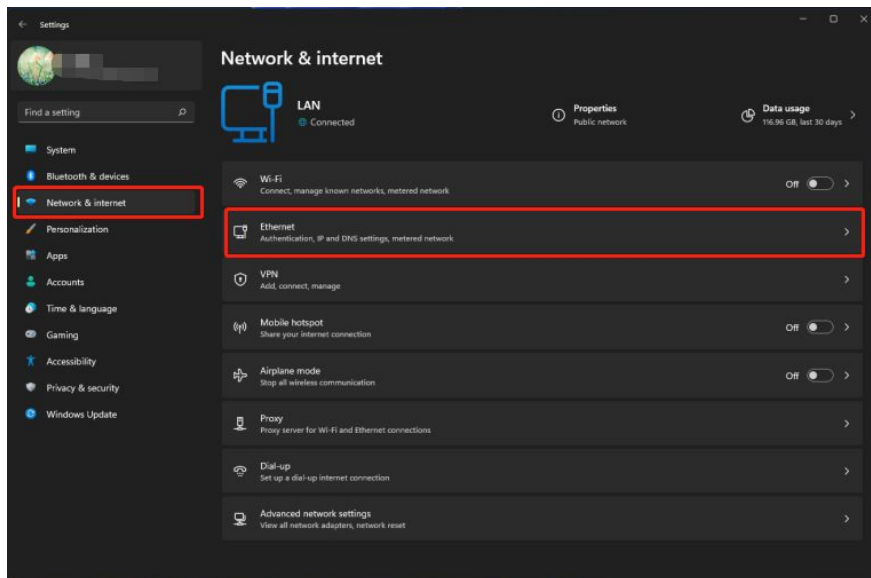 Settings
Network & internet
Find a setting
LAN
Connected
Properties
Public network
Data usage
116.96 GB, last 30 days
System
Bluetooth & devices
Network & internet
Personalization
Apps
Accounts
Time & language
Gaming
Accessibility
Privacy & security
Windows Update
Wi-Fi
Connect, manage known networks, metered network
Off
Ethernet
Authentication, IP and DNS settings, metered network
VPN
Add, connect, manage
Mobile hotspot
Share your internet connection
Off
Airplane mode
Stop all wireless communication
Off
Proxy
Proxy server for Wi-Fi and Ethernet connections
Dial-up
Set up a dial-up internet connection
Advanced network settings
View all network adapters, network reset